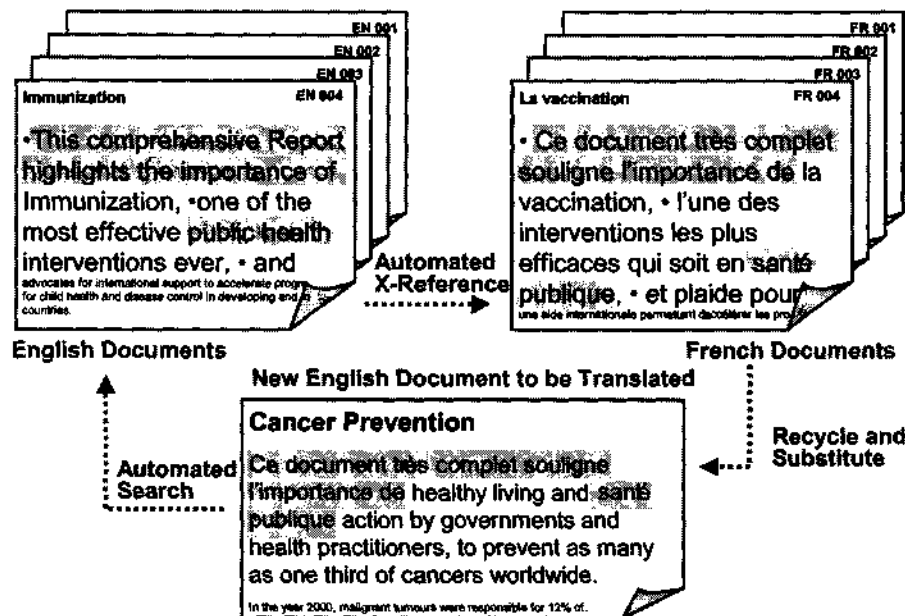 EN 001
EN 002
EN 003
Immunization EN 004
•This comprehensive Report
highlights the importance of
Immunization, •one of the
most effective public health
interventions ever, • and
advocates for international support to accelerate
for child health and disease control in developing and
countries.
English Documents
Automated
X-Reference
FR 001
FR 002
FR 003
La vaccination FR 004
• Ce document très complet
souligne l'importance de la
vaccination, • l'une des
interventions les plus
efficaces qui soit en santé
publique, • et plaide pour
une aide internationale permettant d'accélérer les
French Documents
New English Document to be Translated
Cancer Prevention
Ce document très complet souligne
l'importance de healthy living and santé
publique action by governments and
health practitioners, to prevent as many
as one third of cancers worldwide.
In the year 2000, malignant tumours were responsible for 12% of.
Automated
Search
Recycle and
Substitute